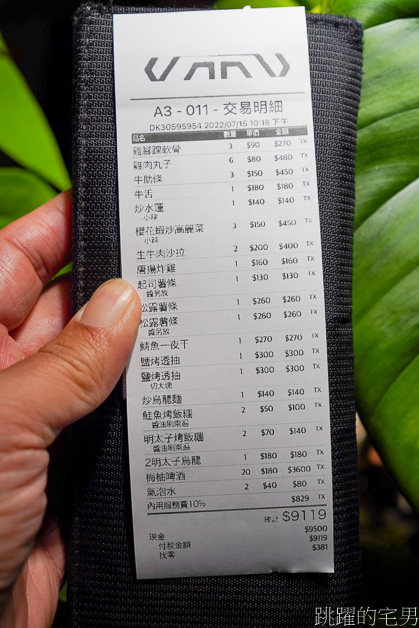 A3 - 011 - 交易明細
DK30595954 2022/07/15 10:18 下午
品名 數量 單價 金額
雞腳踝軟骨 3 $90 $270 TX
雞肉丸子 6 $80 $480 TX
牛肋條 3 $150 $450 TX
牛舌 1 $180 $180 TX
炒水蓮 1 $140 $140 TX
小辣
櫻花蝦炒高麗菜 3 $150 $450 TX
小辣
生牛肉沙拉 2 $200 $400 TX
唐揚炸雞 1 $160 $160 TX
起司薯條 1 $130 $130 TX
醬另放
松露薯條 1 $260 $260 TX
松露薯條 1 $260 $260 TX
醬另放
鯖魚一夜干 1 $270 $270 TX
鹽烤透抽 1 $300 $300 TX
鹽烤透抽 1 $300 $300 TX
切大塊
炒烏龍麵 1 $140 $140 TX
鮭魚烤飯糰 2 $50 $100 TX
醬油刷兩遍
明太子烤飯糰 2 $70 $140 TX
醬油刷兩遍
2明太子烏龍 1 $180 $180 TX
梅柚啤酒 20 $180 $3600 TX
氣泡水 2 $40 $80 TX
內用服務費10% $829 TX
總計 $9119
現金 $9500
付款金額 $9119
找零 $381
跳躍的宅男